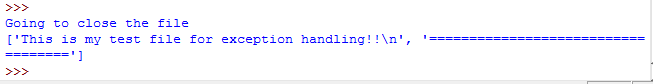 >>>
Going to close the file
['This is my test file for exception handling!!\n', '===========================
========']
>>>